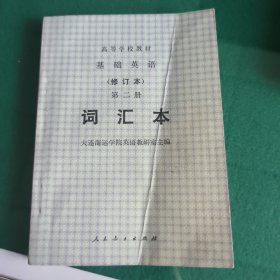 高等学校教材
基础英语
(修订本)
第二册
词汇本
大连海运学院英语教研室主编
人民教育出版社